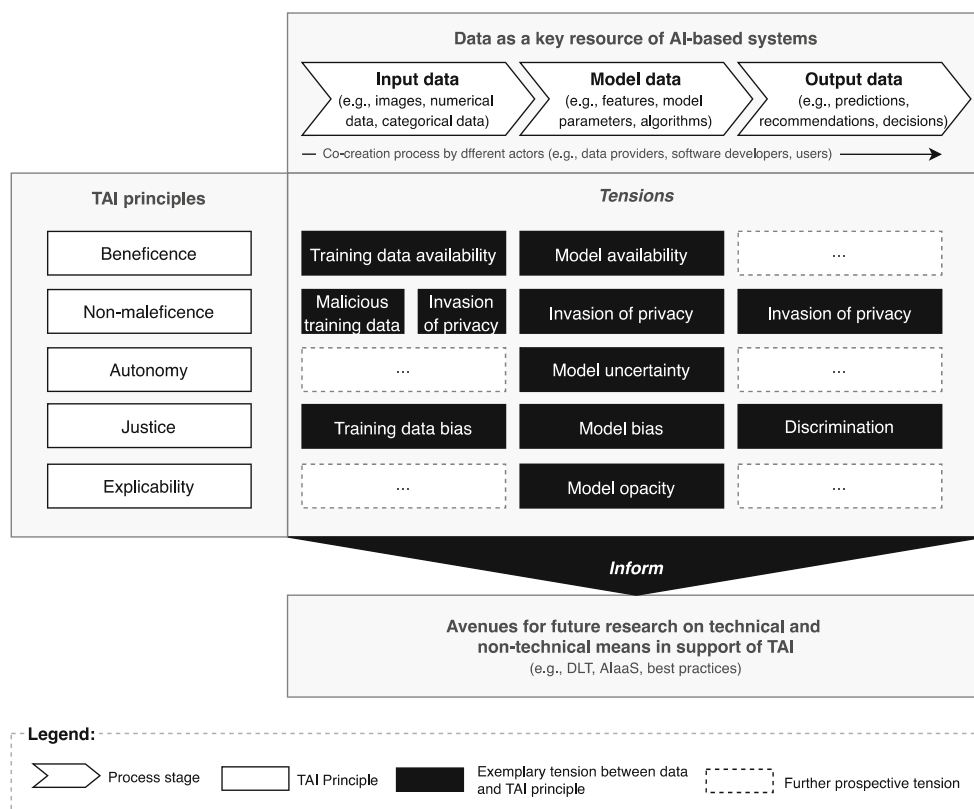 Data as a key resource of AI-based systems
Input data
(e.g., images, numerical
data, categorical data)
Model data
(e.g., features, model
parameters, algorithms)
Output data
(e.g., predictions,
recommendations, decisions)
Co-creation process by dfferent actors (e.g., data providers, software developers, users)
TAI principles
Tensions
Beneficence
Training data availability
Model availability
...
Non-maleficence
Malicious
training data
Invasion
of privacy
Invasion of privacy
Invasion of privacy
Autonomy
...
Model uncertainty
...
Justice
Training data bias
Model bias
Discrimination
Explicability
...
Model opacity
...
Inform
Avenues for future research on technical and
non-technical means in support of TAI
(e.g., DLT, AIaaS, best practices)
Legend:
Process stage
TAI Principle
Exemplary tension between data
and TAI principle
Further prospective tension